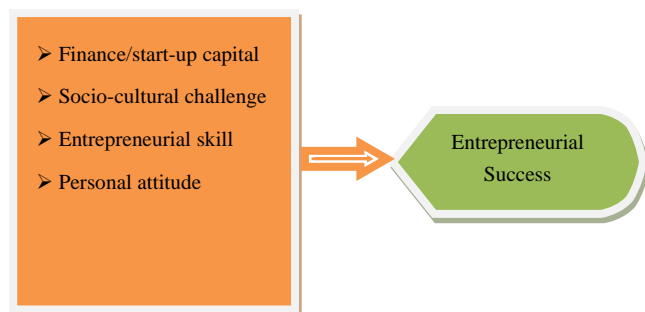 ➢ Finance/start-up capital
➢ Socio-cultural challenge
➢ Entrepreneurial skill
➢ Personal attitude
Entrepreneurial
Success